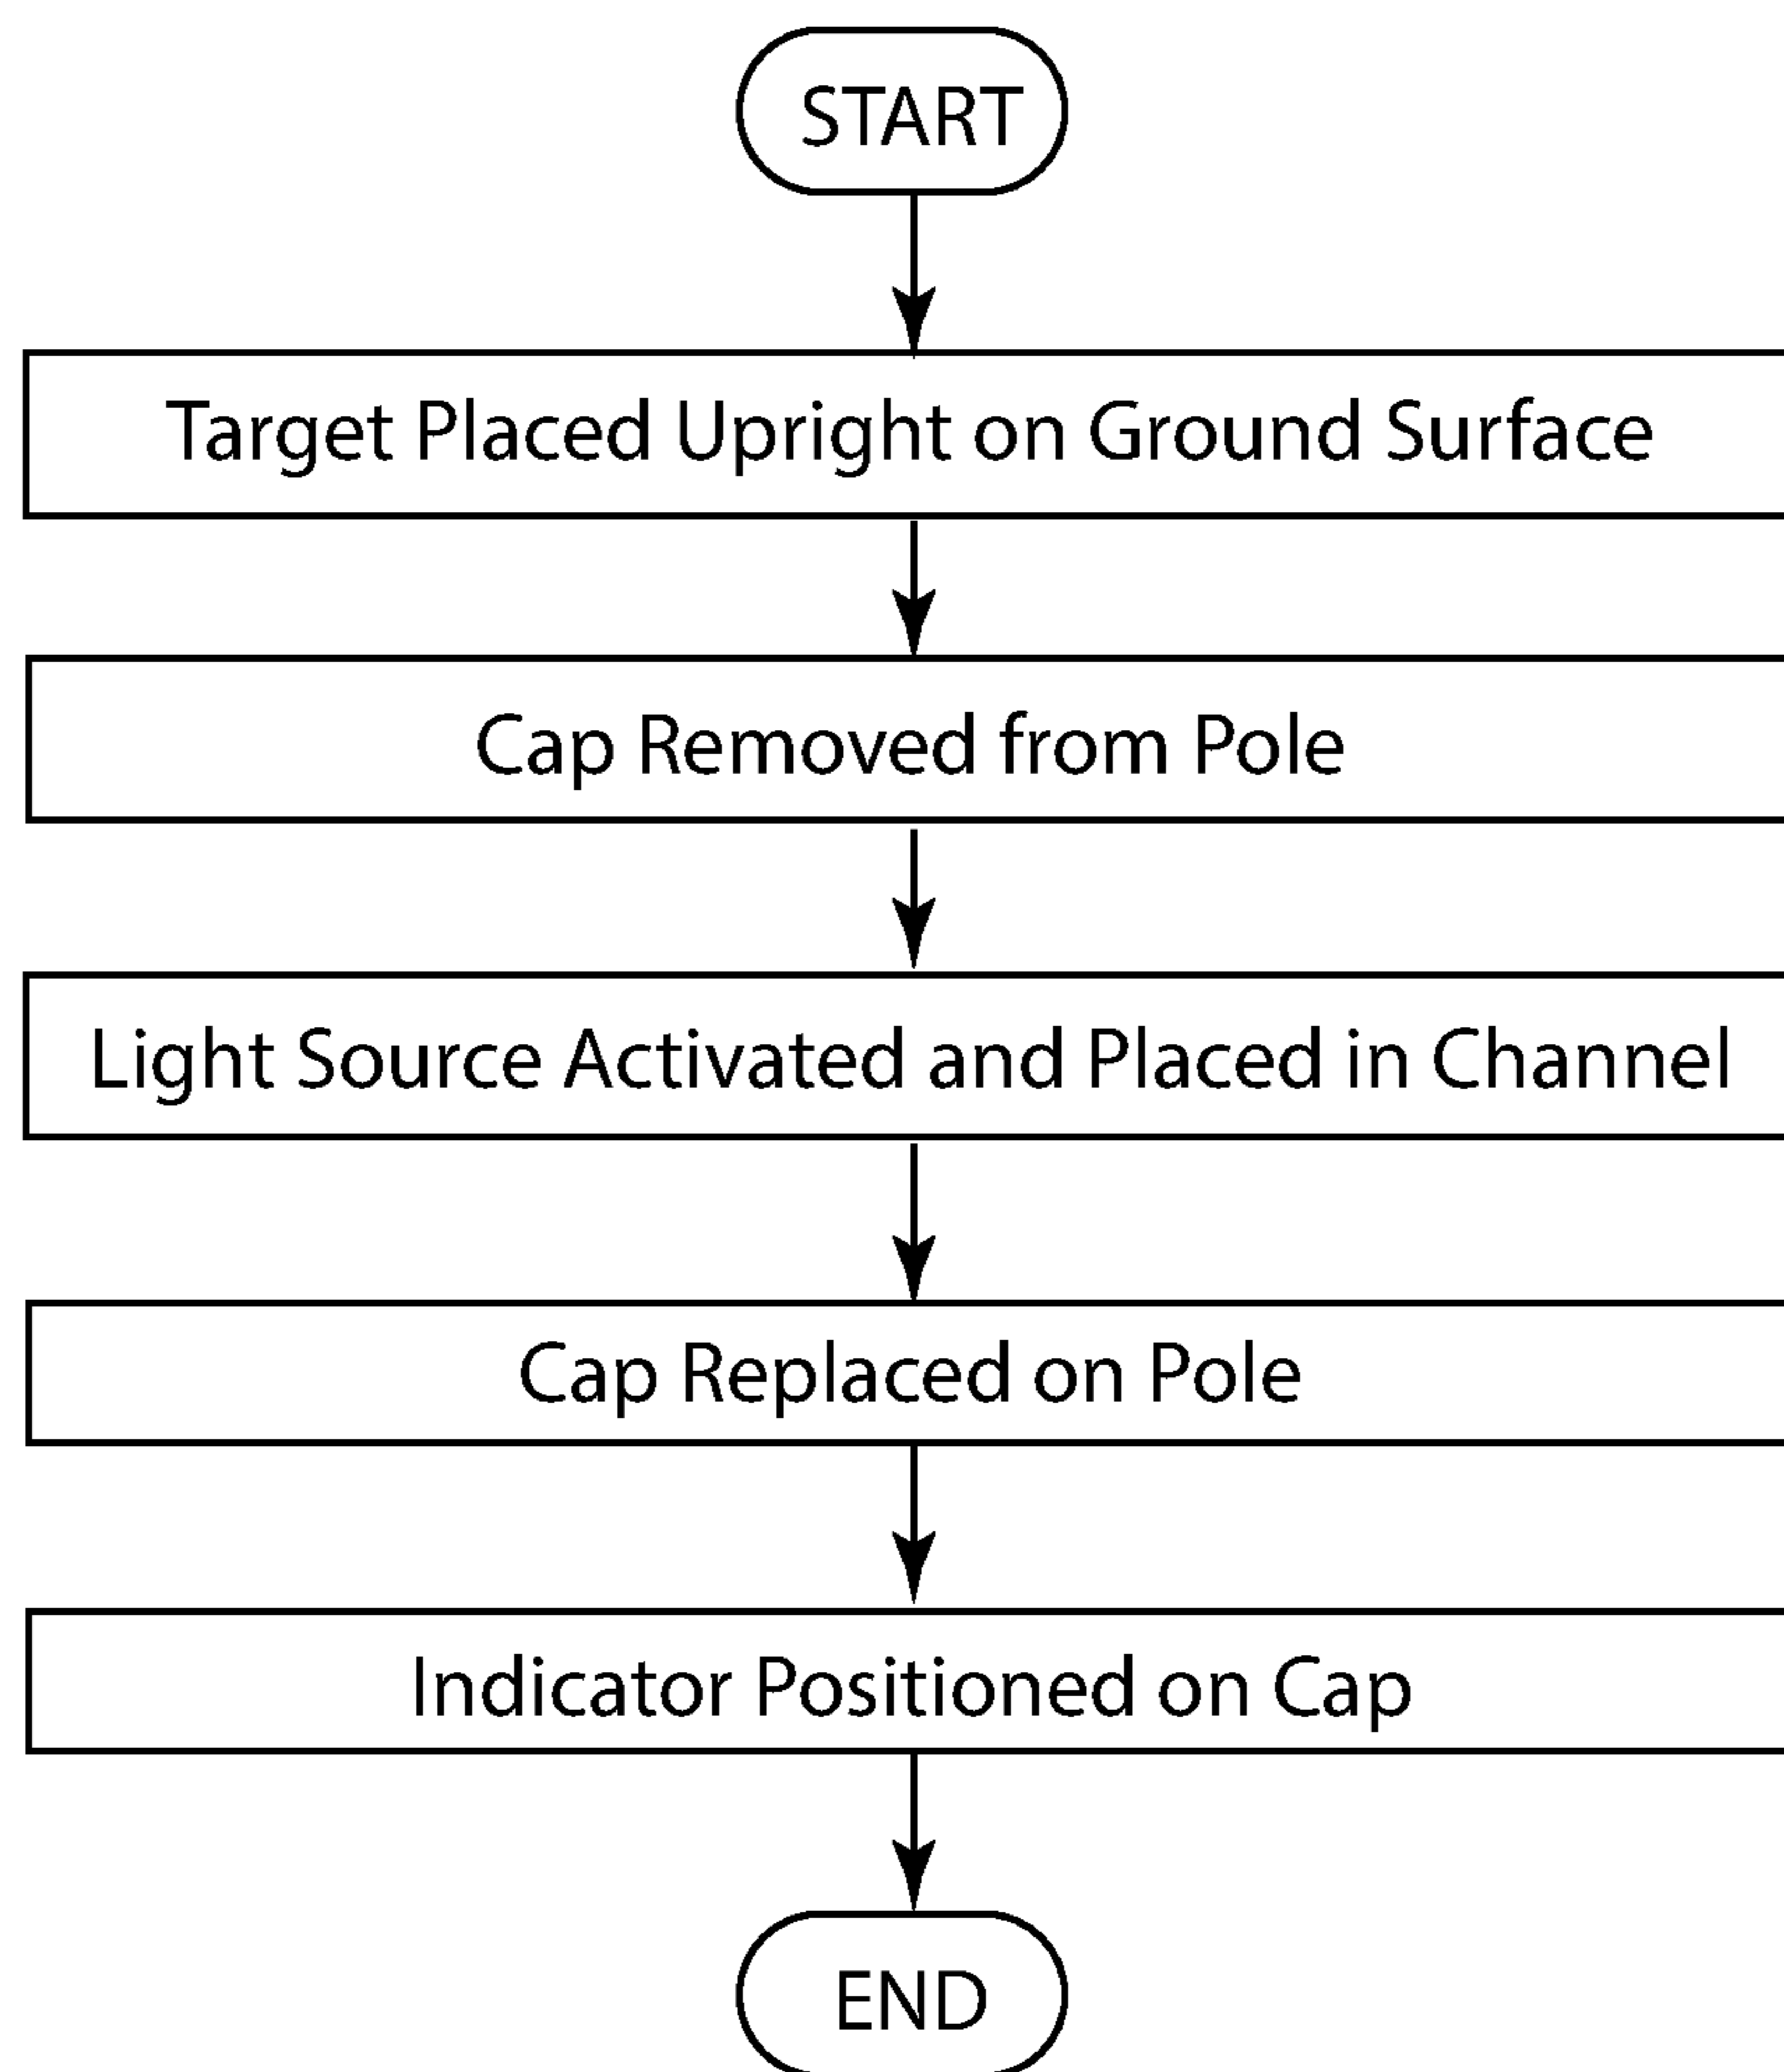 START
Target Placed Upright on Ground Surface
Cap Removed from Pole
Light Source Activated and Placed in Channel
Cap Replaced on Pole
Indicator Positioned on Cap
END